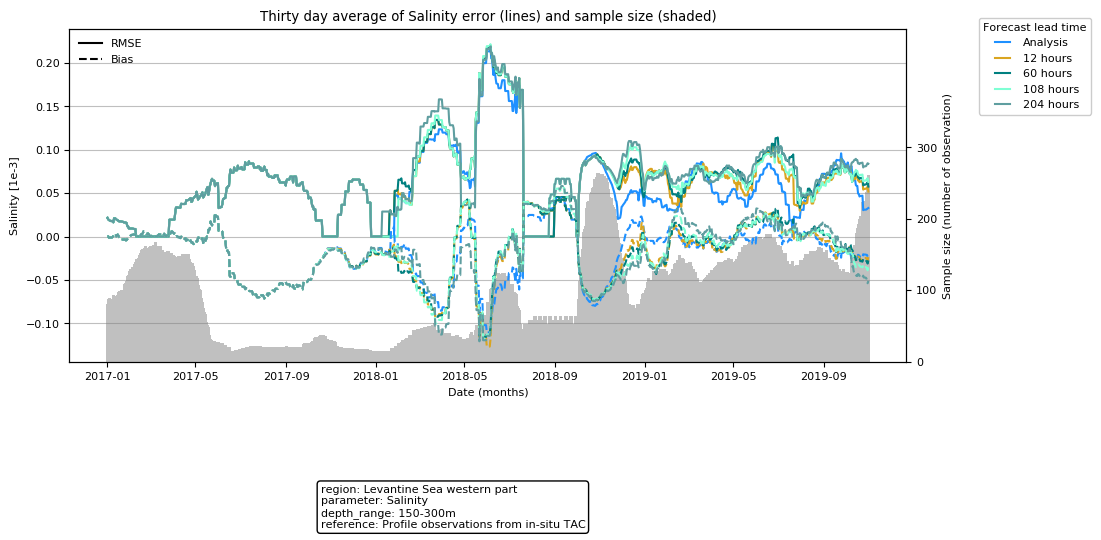 Thirty day average of Salinity error (lines) and sample size (shaded)
Forecast lead time
Analysis
12 hours
60 hours
108 hours
204 hours
RMSE
Bias
Salinity [1e-3]
0.20
0.15
0.10
0.05
0.00
−0.05
−0.10
Sample size (number of observation)
300
200
100
0
2017-01
2017-05
2017-09
2018-01
2018-05
2018-09
2019-01
2019-05
2019-09
Date (months)
region: Levantine Sea western part
parameter: Salinity
depth_range: 150-300m
reference: Profile observations from in-situ TAC